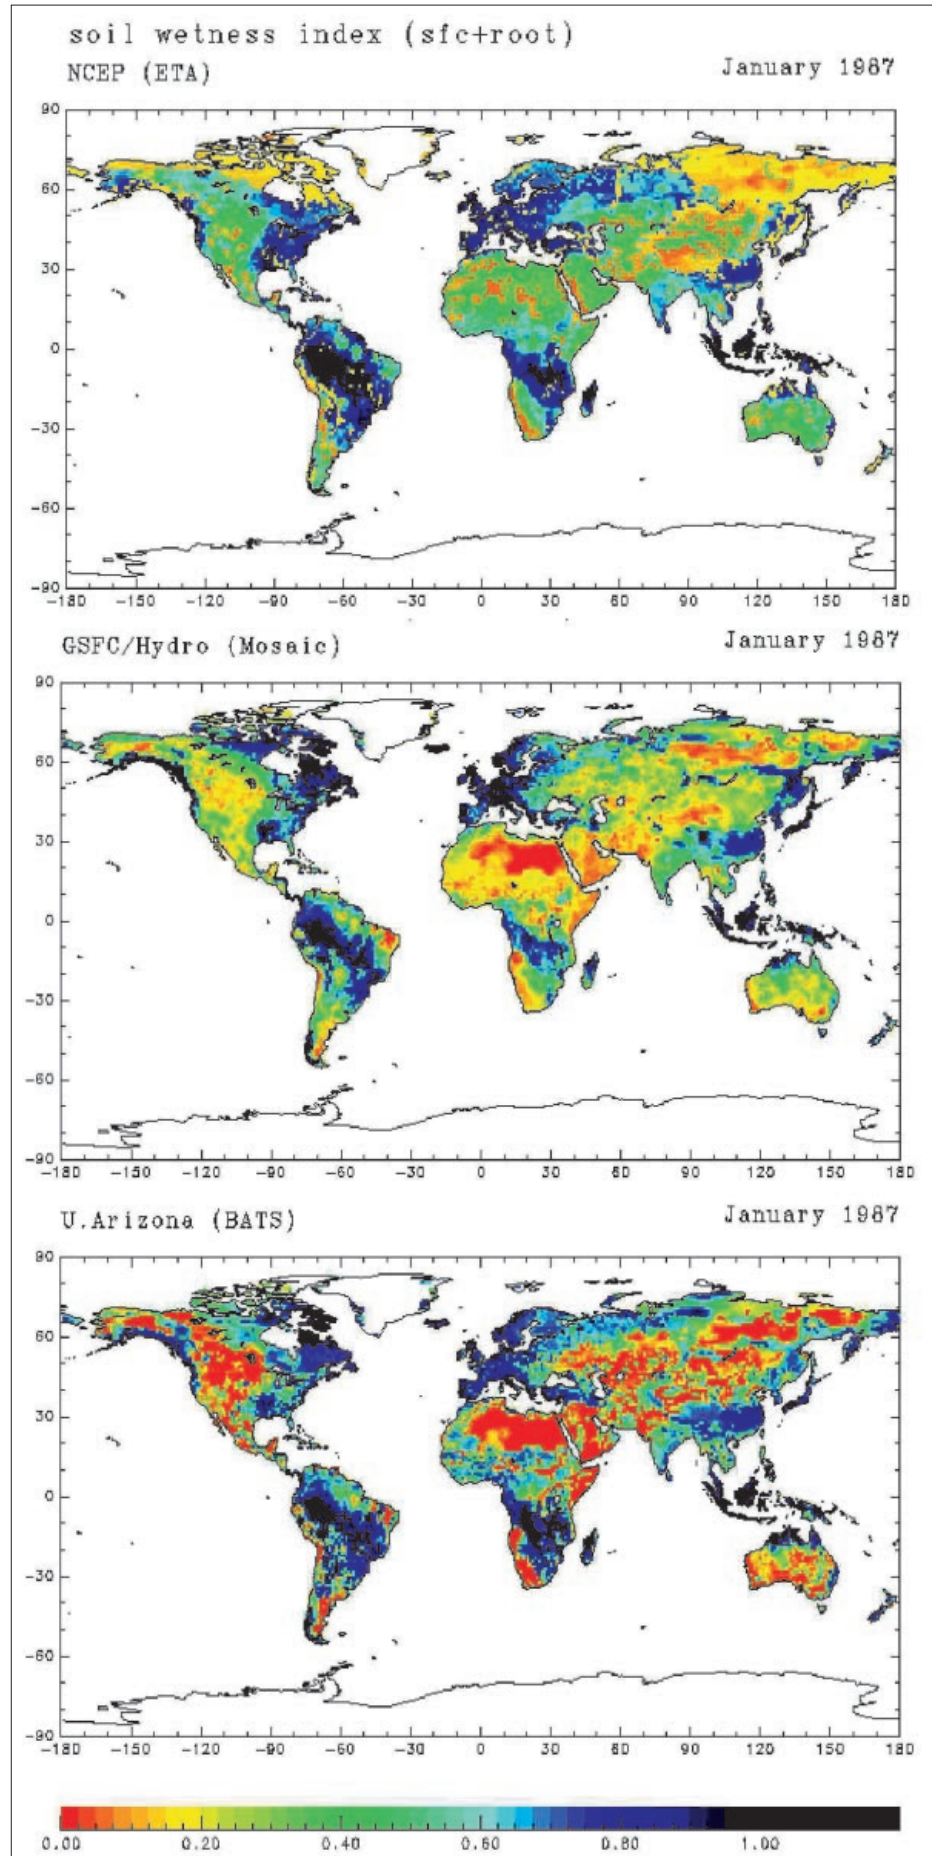 soil wetness index (sfc+root)
NCEP (ETA) January 1987
90
60
30
0
-30
-60
-90
-180 -150 -120 -90 -60 -30 0 30 60 90 120 150 180
GSFC/Hydro (Mosaic) January 1987
90
60
30
0
-30
-60
-90
-180 -150 -120 -90 -60 -30 0 30 60 90 120 150 180
U.Arizona (BATS) January 1987
90
60
30
0
-30
-60
-90
-180 -150 -120 -90 -60 -30 0 30 60 90 120 150 180
0.00 0.20 0.40 0.60 0.80 1.00